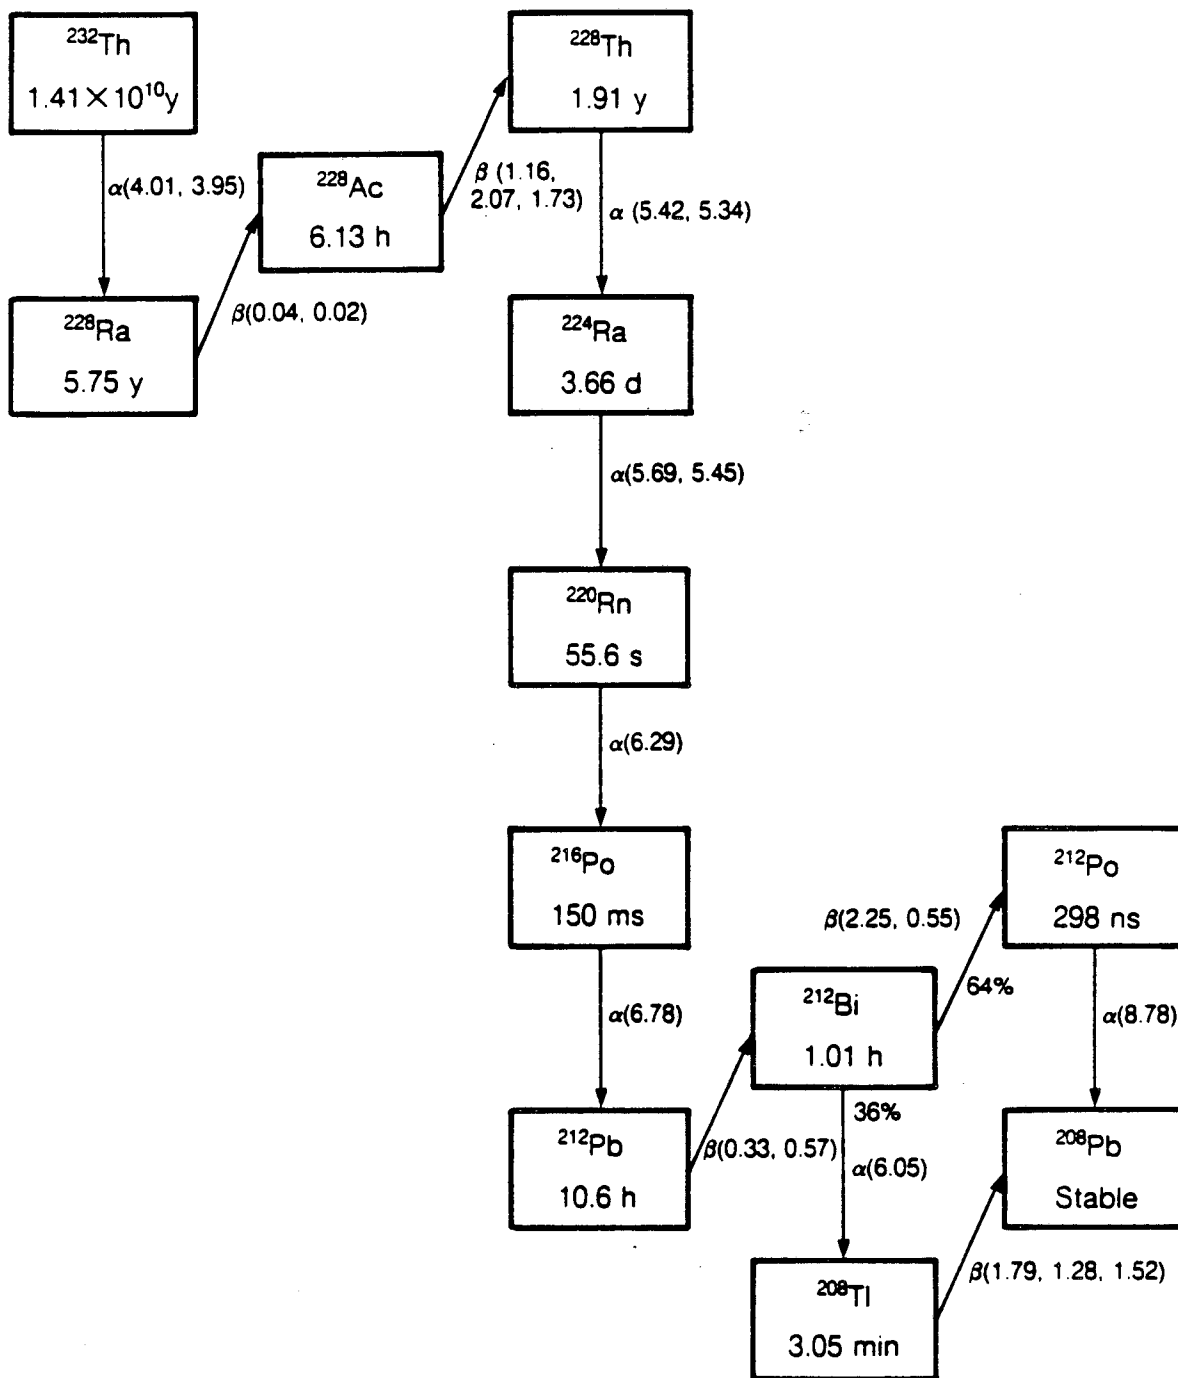 ²³²Th
1.41×10¹⁰y
α(4.01, 3.95)
²²⁸Ra
5.75 y
β(0.04, 0.02)
²²⁸Ac
6.13 h
β (1.16,
2.07, 1.73)
²²⁸Th
1.91 y
α (5.42, 5.34)
²²⁴Ra
3.66 d
α(5.69, 5.45)
²²⁰Rn
55.6 s
α(6.29)
²¹⁶Po
150 ms
α(6.78)
²¹²Pb
10.6 h
β(0.33, 0.57)
²¹²Bi
1.01 h
β(2.25, 0.55)
64%
²¹²Po
298 ns
α(8.78)
36%
α(6.05)
²⁰⁸Tl
3.05 min
β(1.79, 1.28, 1.52)
²⁰⁸Pb
Stable